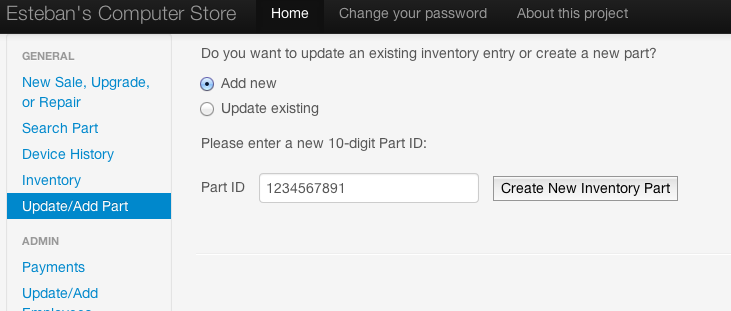 Esteban's Computer Store
Home
Change your password
About this project
GENERAL
New Sale, Upgrade,
or Repair
Search Part
Device History
Inventory
Update/Add Part
ADMIN
Payments
Update/Add
Do you want to update an existing inventory entry or create a new part?
Add new
Update existing
Please enter a new 10-digit Part ID:
Part ID
1234567891
Create New Inventory Part